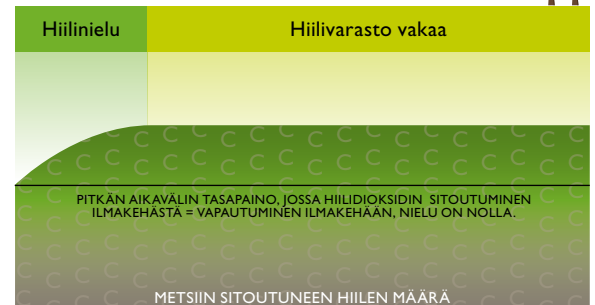 Hiilinielu
Hiilivarasto vakaa
PITKÄN AIKAVÄLIN TASAPAINO, JOSSA HIILIDIOKSIDIN SITOUTUMINEN
ILMAKEHÄSTÄ = VAPAUTUMINEN ILMAKEHÄÄN, NIELU ON NOLLA.
METSIIN SITOUTUNEEN HIILEN MÄÄRÄ